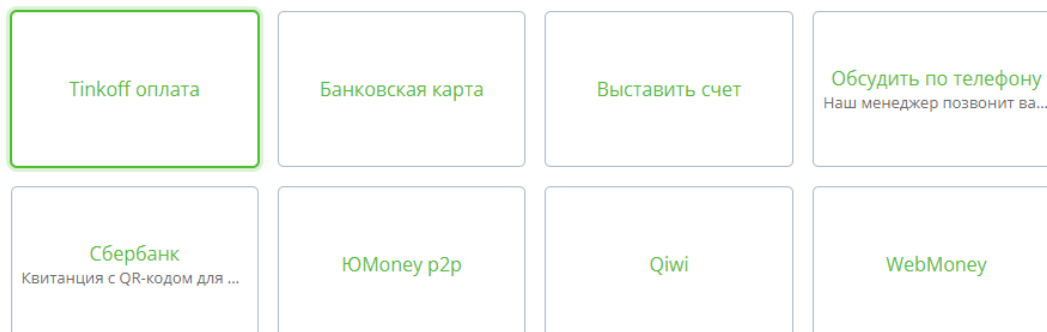 Tinkoff оплата
Банковская карта
Выставить счет
Обсудить по телефону
Наш менеджер позвонит ва...
Сбербанк
Квитанция с QR-кодом для ...
ЮMoney p2p
Qiwi
WebMoney